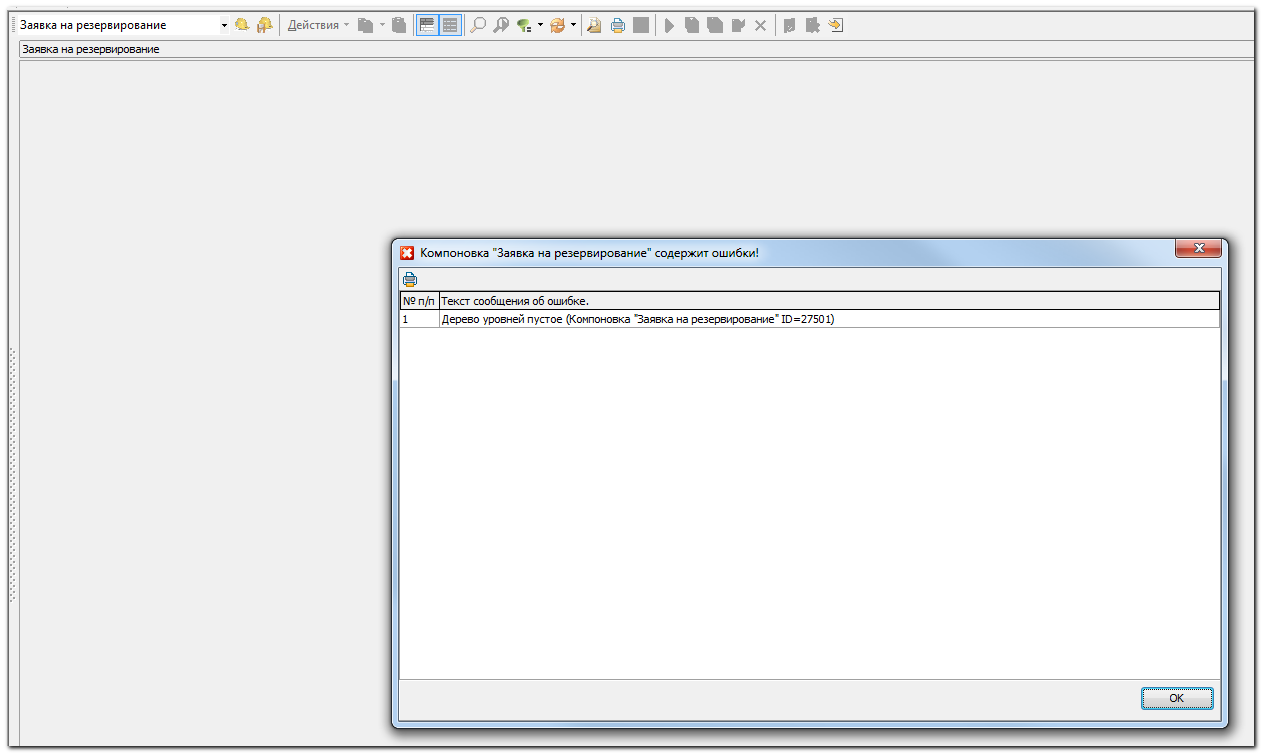 Заявка на резервирование
Действия
Заявка на резервирование
Компоновка "Заявка на резервирование" содержит ошибки!
№ п/п Текст сообщения об ошибке.
1 Дерево уровней пустое (Компоновка "Заявка на резервирование" ID=27501)
OK